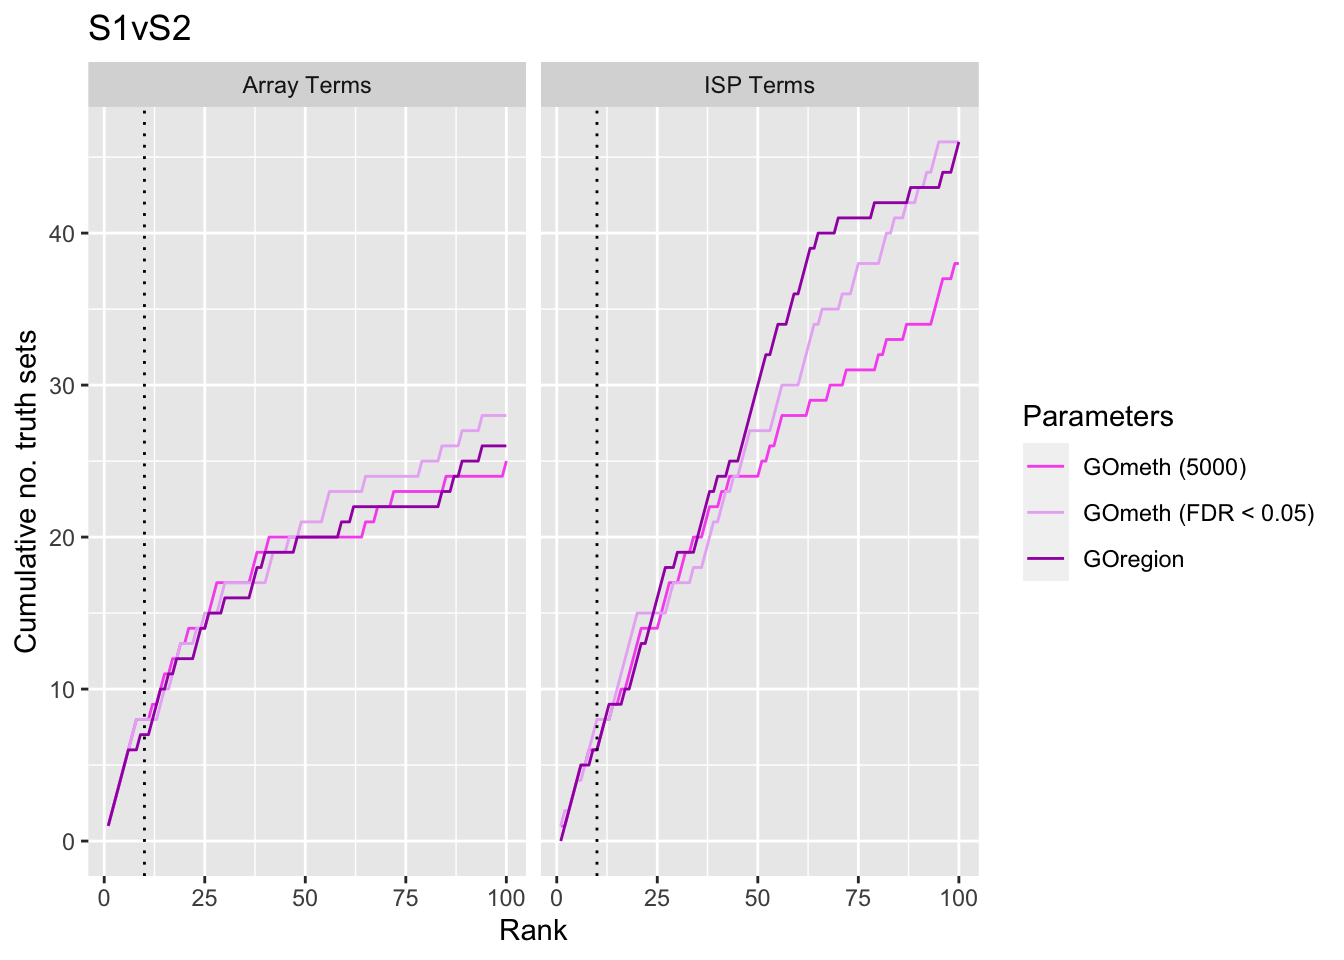 S1vS2
Array Terms
ISP Terms
Cumulative no. truth sets
40
30
20
10
0
0 25 50 75 100
0 25 50 75 100
Rank
Parameters
GOmeth (5000)
GOmeth (FDR < 0.05)
GOregion